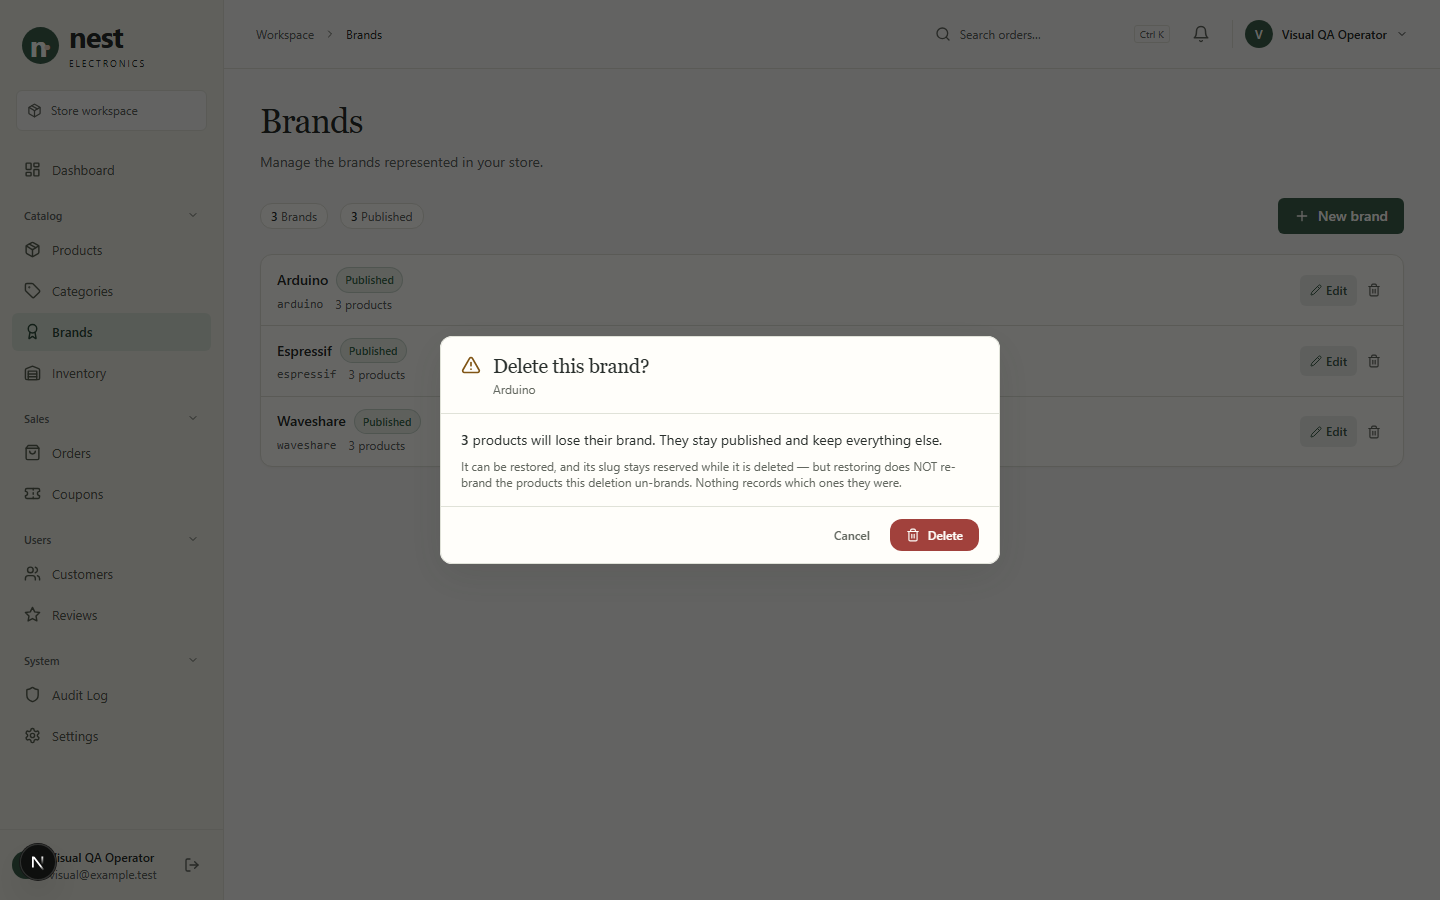 nest
ELECTRONICS
Store workspace
Dashboard
Catalog
Products
Categories
Brands
Inventory
Sales
Orders
Coupons
Users
Customers
Reviews
System
Audit Log
Settings
isual QA Operator
visual@example.test
Workspace > Brands
Search orders...
Ctrl K
V
Visual QA Operator
Brands
Manage the brands represented in your store.
3 Brands
3 Published
New brand
Arduino Published
arduino 3 products
Edit
Espressif Published
espressif 3 products
Edit
Waveshare Published
waveshare 3 products
Edit
Delete this brand?
Arduino
3 products will lose their brand. They stay published and keep everything else.
It can be restored, and its slug stays reserved while it is deleted — but restoring does NOT re-
brand the products this deletion un-brands. Nothing records which ones they were.
Cancel
Delete